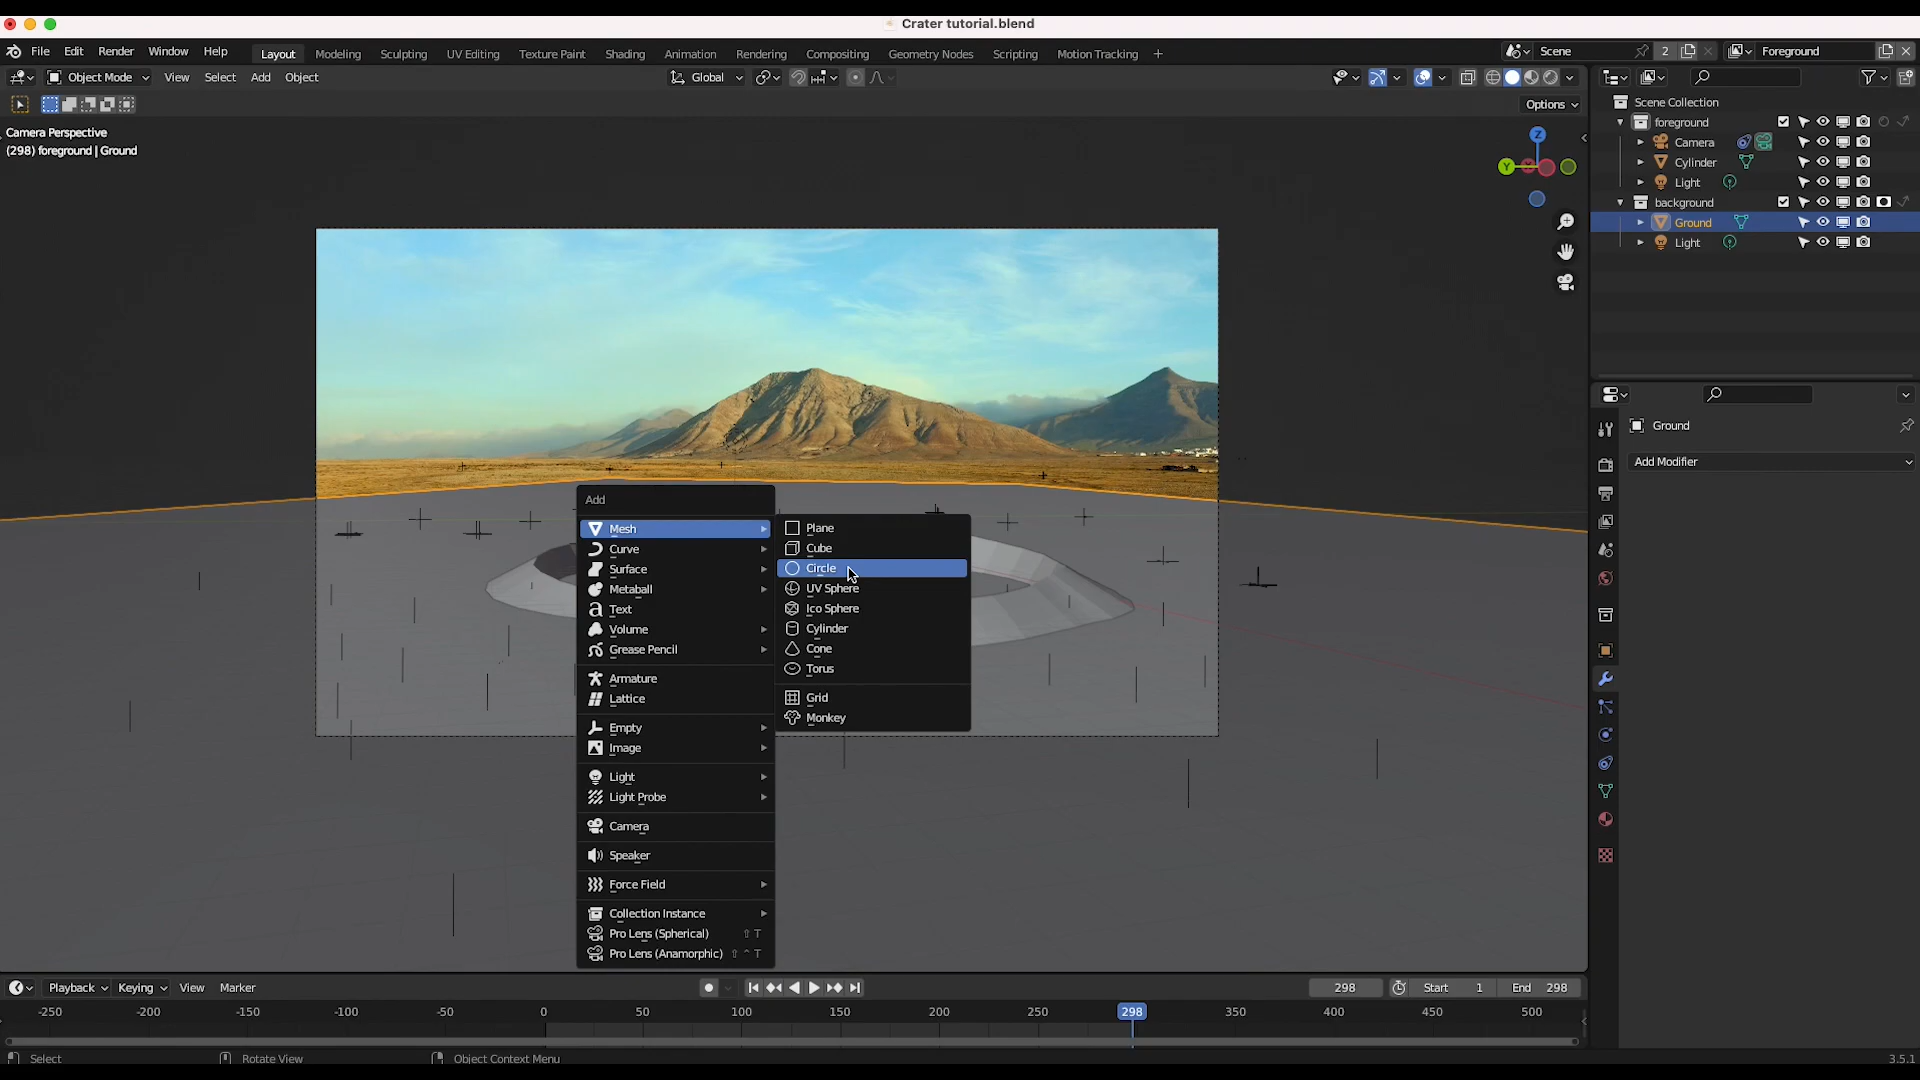 Crater tutorial.blend
File Edit Render Window Help Layout Modeling Sculpting UV Editing Texture Paint Shading Animation Rendering Compositing Geometry Nodes Scripting Motion Tracking + Scene 2 Foreground
Object Mode View Select Add Object Global
Options
Camera Perspective
(298) foreground | Ground
Z
Y
Scene Collection
foreground
Camera
Cylinder
Light
background
Ground
Light
Ground
Add Modifier
Add
Mesh
Curve
Surface
Metaball
Text
Volume
Grease Pencil
Armature
Lattice
Empty
Image
Light
Light Probe
Camera
Speaker
Force Field
Collection Instance
Pro Lens (Spherical) ⇧ T
Pro Lens (Anamorphic) ⇧ ^ T
Plane
Cube
Circle
UV Sphere
Ico Sphere
Cylinder
Cone
Torus
Grid
Monkey
Playback Keying View Marker 298 Start 1 End 298
-250 -200 -150 -100 -50 0 50 100 150 200 250 298 350 400 450 500
Select Rotate View Object Context Menu 3.5.1